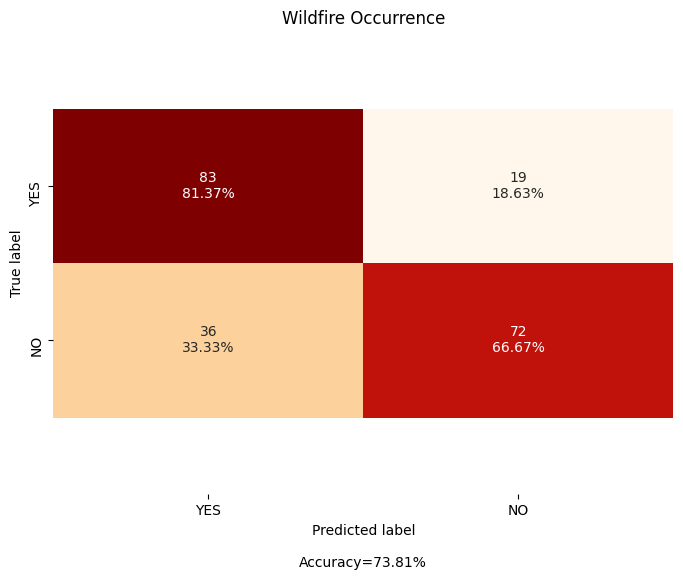 Wildfire Occurrence
True label
YES
83
81.37%
19
18.63%
NO
36
33.33%
72
66.67%
YES
NO
Predicted label
Accuracy=73.81%